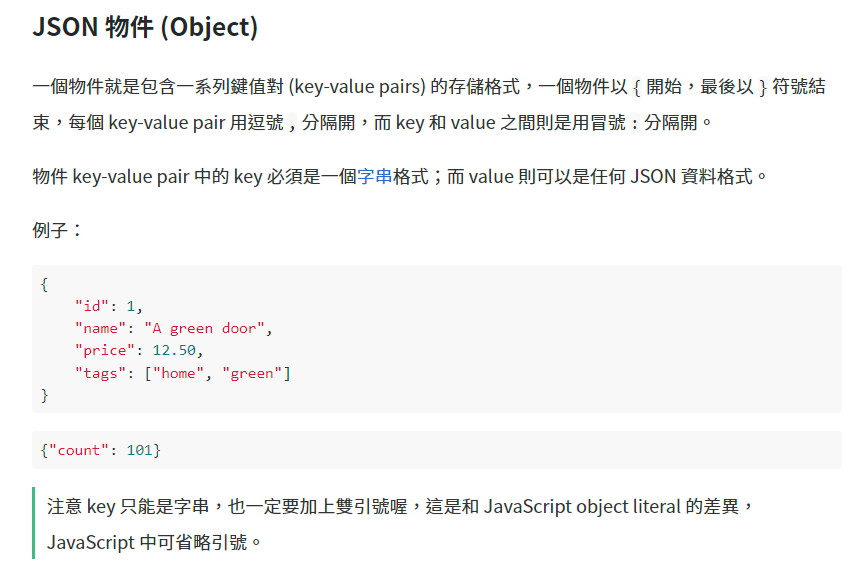 JSON 物件 (Object)
一個物件就是包含一系列鍵值對 (key-value pairs) 的存儲格式，一個物件以 { 開始，最後以 } 符號結
束，每個 key-value pair 用逗號 , 分隔開，而 key 和 value 之間則是用冒號 : 分隔開。
物件 key-value pair 中的 key 必須是一個字串格式；而 value 則可以是任何 JSON 資料格式。
例子：
{
    "id": 1,
    "name": "A green door",
    "price": 12.50,
    "tags": ["home", "green"]
}
{"count": 101}
注意 key 只能是字串，也一定要加上雙引號喔，這是和 JavaScript object literal 的差異，
JavaScript 中可省略引號。